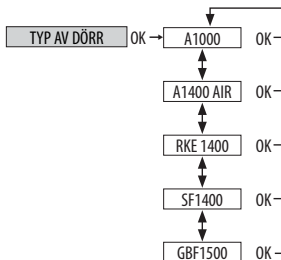 TYP AV DÖRR OK A1000 OK
A1400 AIR OK
RKE 1400 OK
SF1400 OK
GBF1500 OK